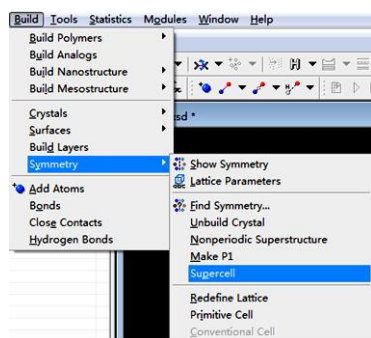 Build Tools Statistics Modules Window Help
Build Polymers
Build Analogs
Build Nanostructure
Build Mesostructure
Crystals
Surfaces
Build Layers
Symmetry
Add Atoms
Bonds
Close Contacts
Hydrogen Bonds
xsd *
Show Symmetry
Lattice Parameters
Find Symmetry...
Unbuild Crystal
Nonperiodic Superstructure
Make P1
Supercell
Redefine Lattice
Primitive Cell
Conventional Cell